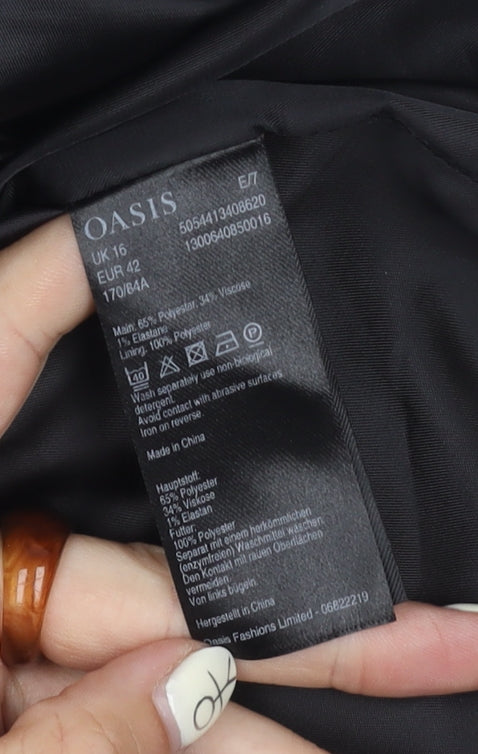 E/7
OASIS
5054413408620
UK 16
1300640850016
EUR 42
170/84A
Main: 65% Polyester, 34% Viscose
1% Elastane
Lining: 100% Polyester
40 P
Wash separately use non-biological
detergent.
Avoid contact with abrasive surfaces
Iron on reverse
Made in China
Hauptstoff:
65% Polyester
34% Viskose
1% Elastan
Futter:
100% Polyester
Separat mit einem herkömmlichen
(enzymfreien) Waschmittel waschen
Den Kontakt mit rauen Oberflächen
vermeiden.
Von links bügeln.
Hergestellt in China
Oasis Fashions Limited - 06822219
OK